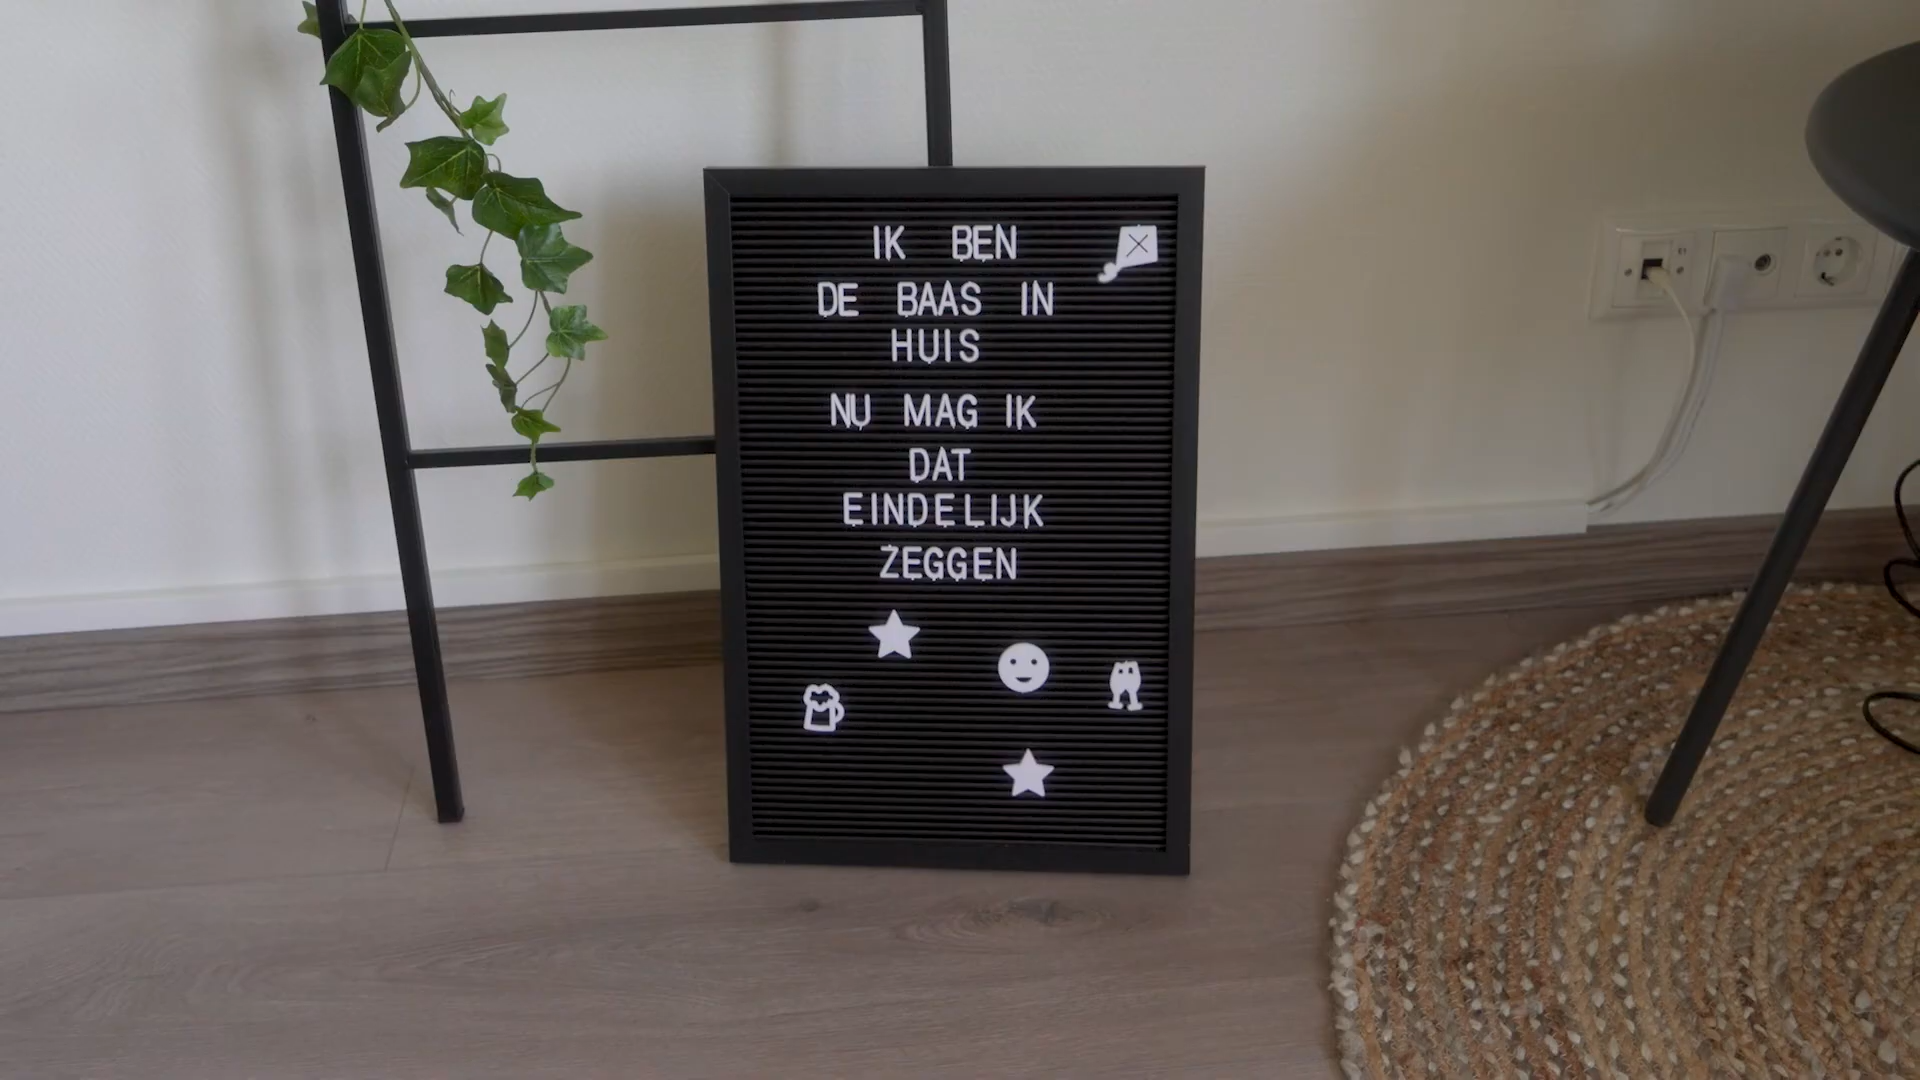 IK BEN
DE BAAS IN
HUIS
NU MAG IK
DAT
EINDELIJK
ZEGGEN